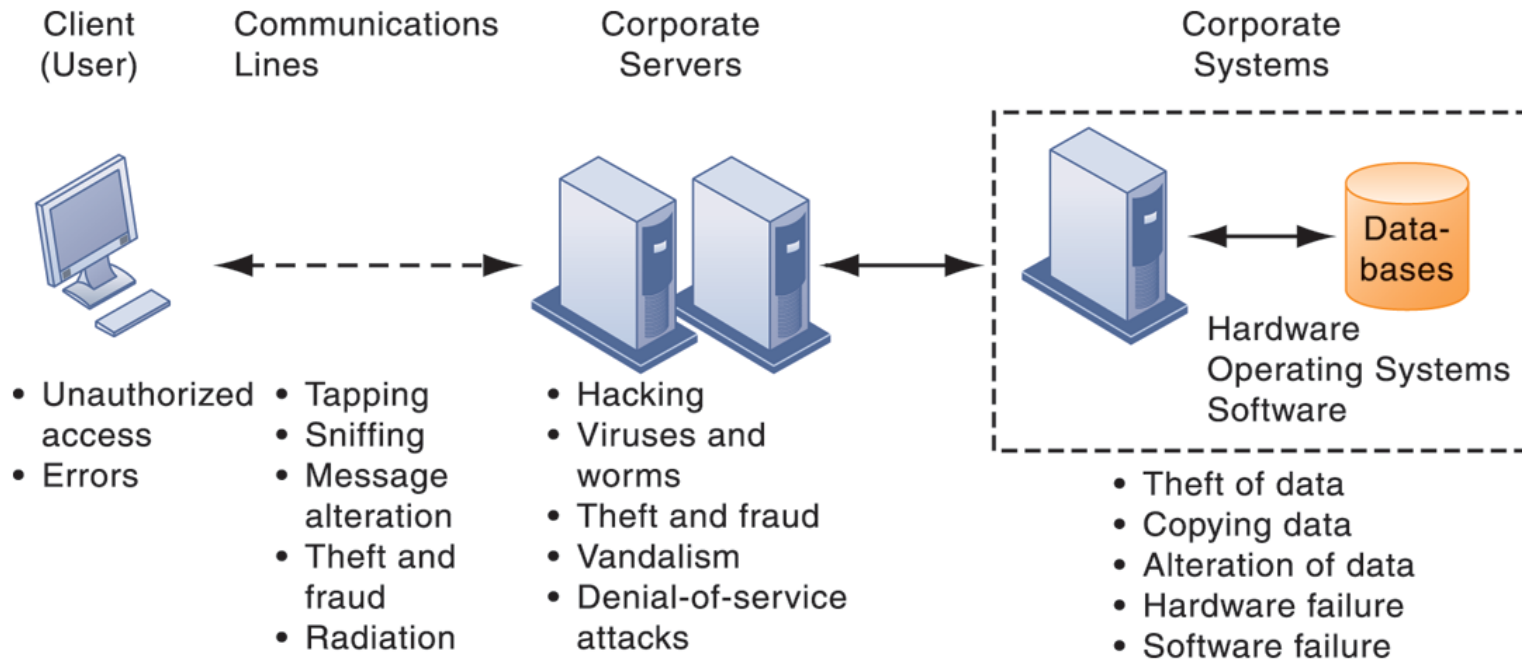 Client
(User)
Communications
Lines
Corporate
Servers
Corporate
Systems
Data-
bases
Hardware
Operating Systems
Software
• Unauthorized
access
• Errors
• Tapping
• Sniffing
• Message
alteration
• Theft and
fraud
• Radiation
• Hacking
• Viruses and
worms
• Theft and fraud
• Vandalism
• Denial-of-service
attacks
• Theft of data
• Copying data
• Alteration of data
• Hardware failure
• Software failure